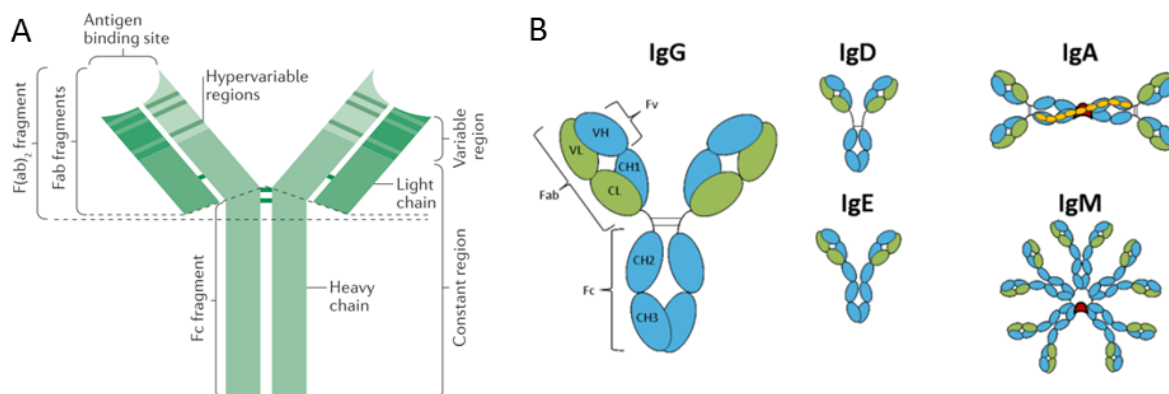 A
Antigen
binding site
F(ab)₂ fragment
Fab fragments
Hypervariable
regions
Variable
region
Light
chain
Constant region
Fc fragment
Heavy
chain
B
IgG
Fv
VH
VL
CH1
CL
Fab
CH2
Fc
CH3
IgD
IgA
IgE
IgM